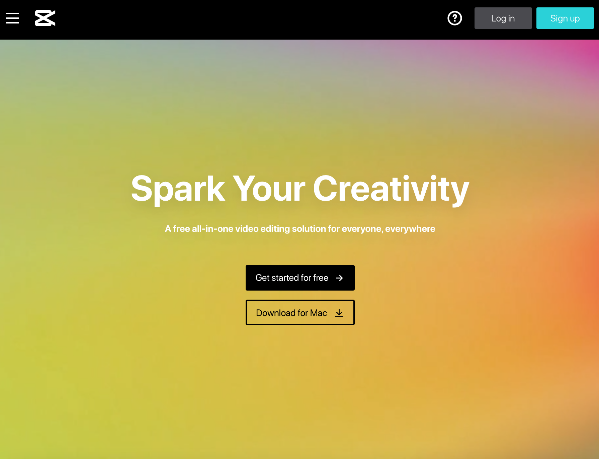 Log in
Sign up
Spark Your Creativity
A free all-in-one video editing solution for everyone, everywhere
Get started for free
Download for Mac